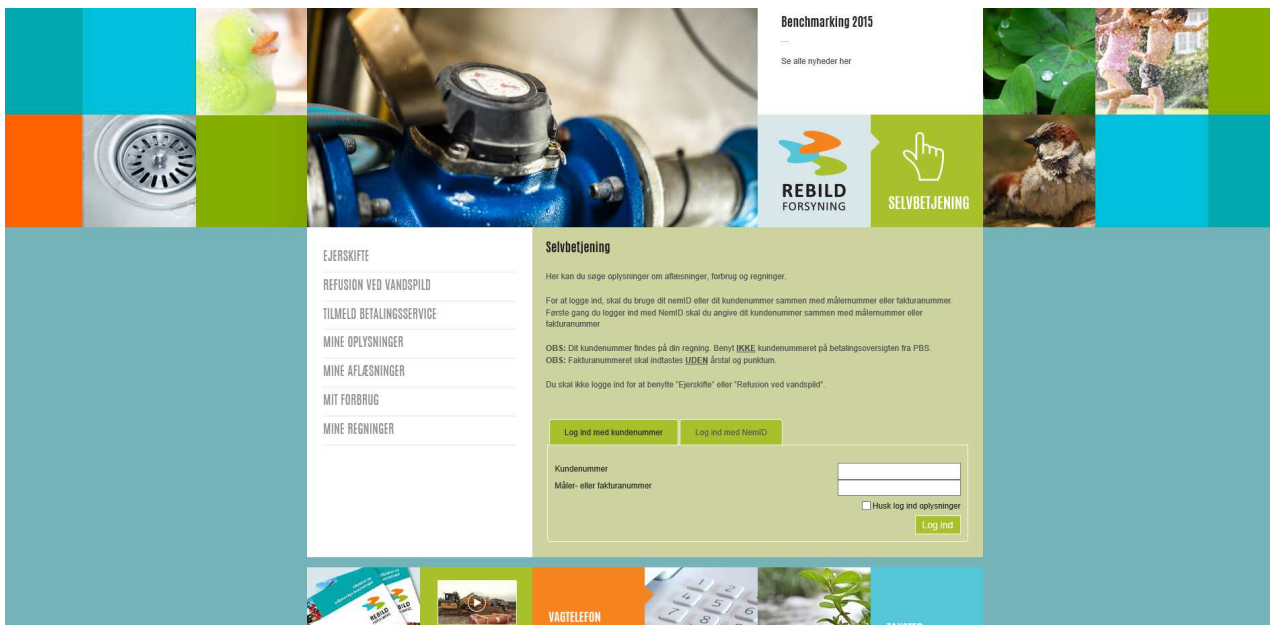 Benchmarking 2015
...
Se alle nyheder her
REBILD
FORSYNING
SELVBETJENING
EJERSKIFTE
REFUSION VED VANDSPILD
TILMELD BETALINGSSERVICE
MINE OPLYSNINGER
MINE AFLÆSNINGER
MIT FORBRUG
MINE REGNINGER
Selvbetjening
Her kan du søge oplysninger om aflæsninger, forbrug og regninger.
For at logge ind, skal du bruge dit nemID eller dit kundenummer sammen med målernummer eller fakturanummer.
Første gang du logger ind med NemID skal du angive dit kundenummer sammen med målernummer eller
fakturanummer
OBS: Dit kundenummer findes på din regning. Benyt IKKE kundenummeret på betalingsoversigten fra PBS.
OBS: Fakturanummeret skal indtastes UDEN årstal og punktum.
Du skal ikke logge ind for at benytte "Ejerskifte" eller "Refusion ved vandspild".
Log ind med kundenummer Log ind med NemID
Kundenummer
Måler- eller fakturanummer
Husk log ind oplysninger
Log ind
REBILD
VAGTELEFON
4 5 6
7 8